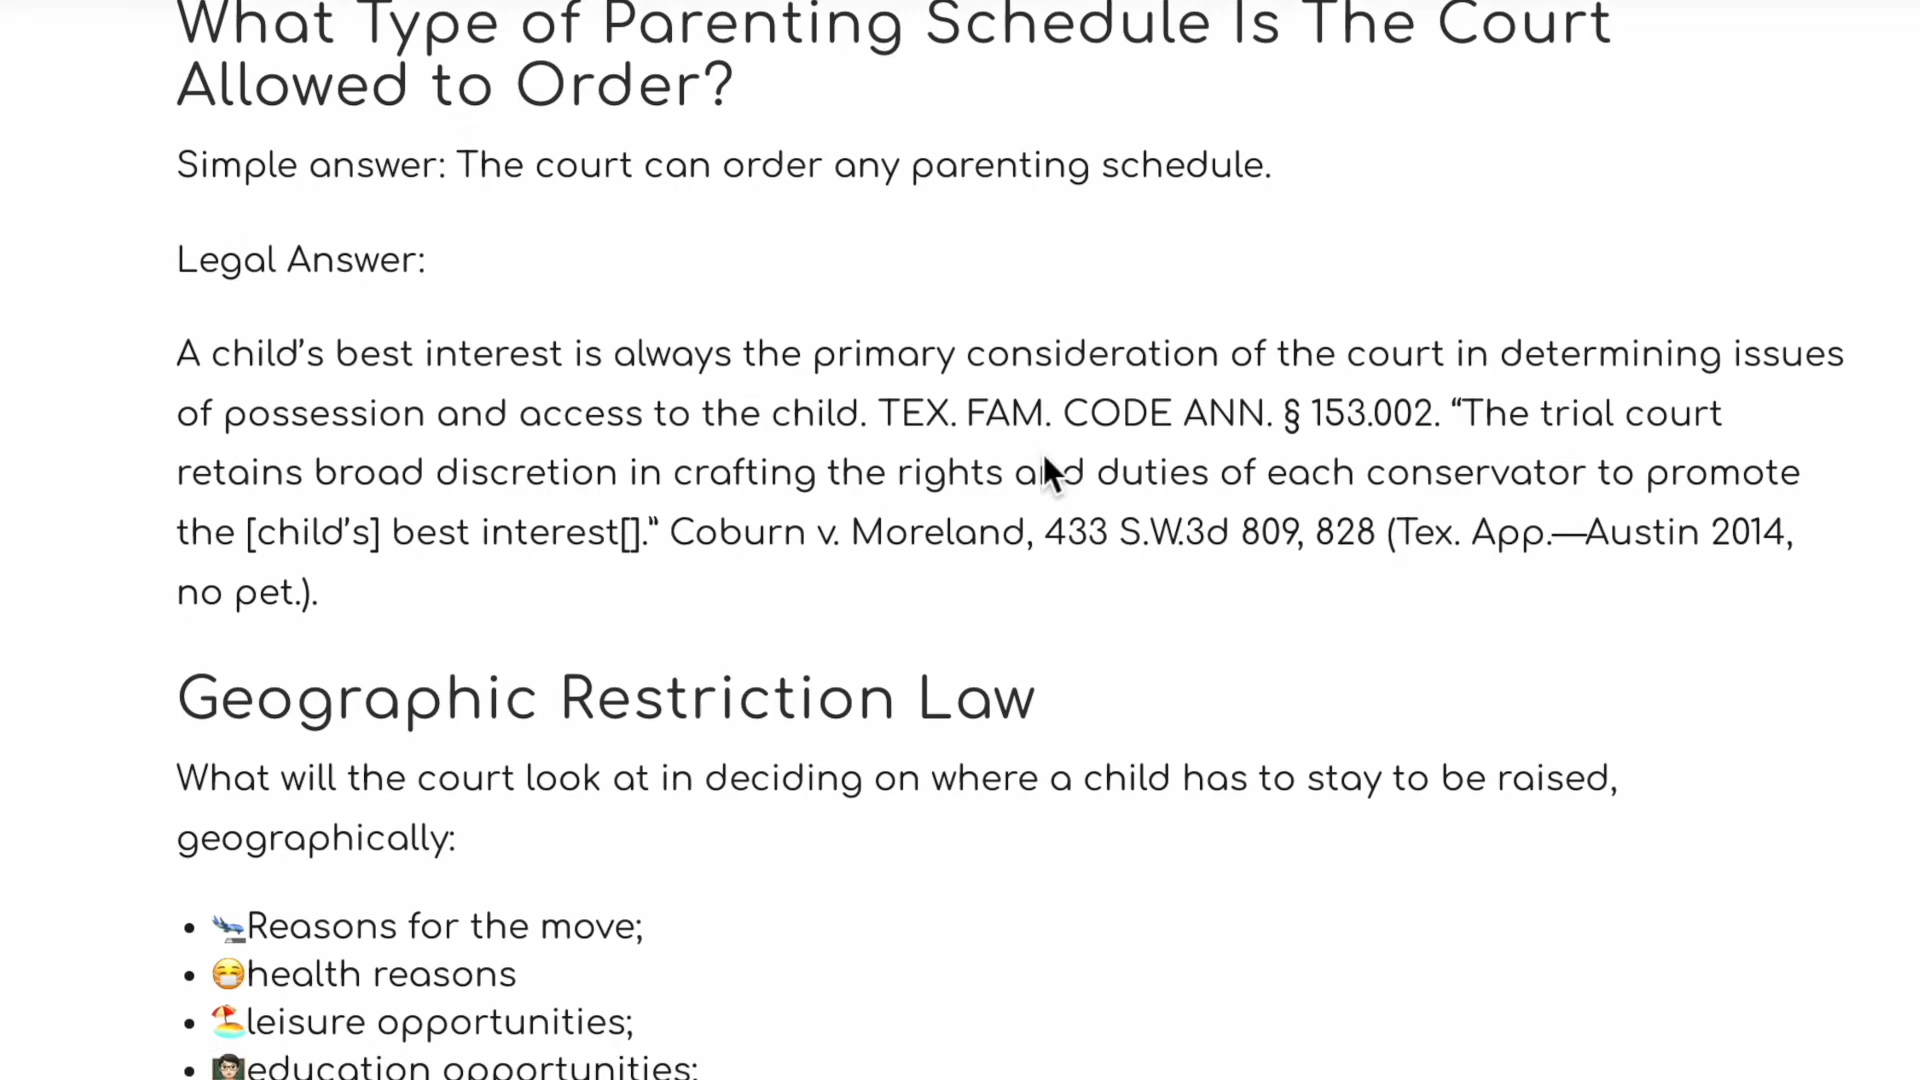 What Type of Parenting Schedule Is The Court
Allowed to Order?
Simple answer: The court can order any parenting schedule.
Legal Answer:
A child’s best interest is always the primary consideration of the court in determining issues
of possession and access to the child. TEX. FAM. CODE ANN. § 153.002. “The trial court
retains broad discretion in crafting the rights and duties of each conservator to promote
the [child’s] best interest[].” Coburn v. Moreland, 433 S.W.3d 809, 828 (Tex. App.—Austin 2014,
no pet.).
Geographic Restriction Law
What will the court look at in deciding on where a child has to stay to be raised,
geographically:
• 🛬Reasons for the move;
• 😷health reasons
• 🏖health leisure opportunities;
• 👨🏻‍🏫education opportunities;